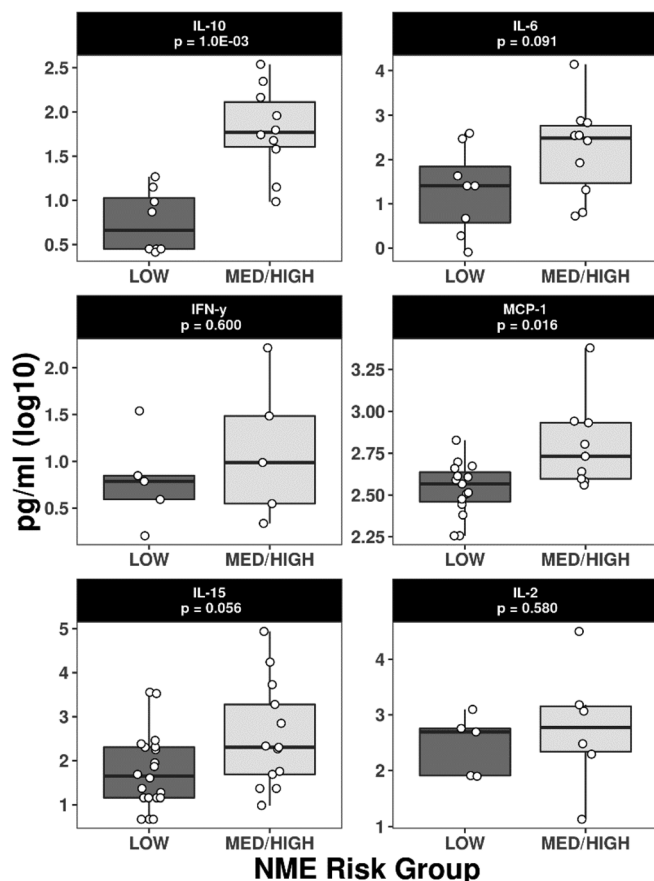 IL-10
p = 1.0E-03
IL-6
p = 0.091
2.5
2.0
1.5
1.0
0.5
4
3
2
1
0
LOW
MED/HIGH
LOW
MED/HIGH
IFN-y
p = 0.600
MCP-1
p = 0.016
2.0
1.5
1.0
0.5
3.25
3.00
2.75
2.50
2.25
LOW
MED/HIGH
LOW
MED/HIGH
pg/ml (log10)
IL-15
p = 0.056
IL-2
p = 0.580
5
4
3
2
1
4
3
2
1
LOW
MED/HIGH
LOW
MED/HIGH
NME Risk Group